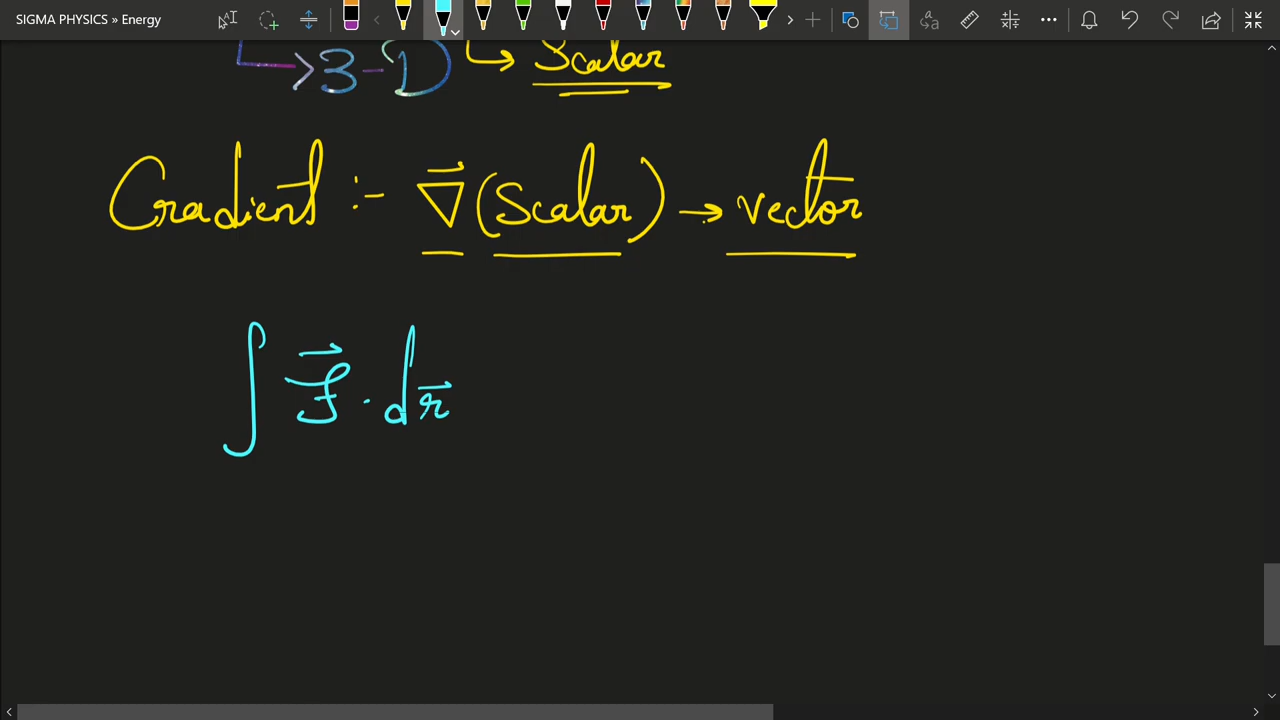 SIGMA PHYSICS » Energy
→ 3-D → Scalar
Gradient :- ∇⃗ (Scalar) → vector
∫ F⃗ . dr⃗